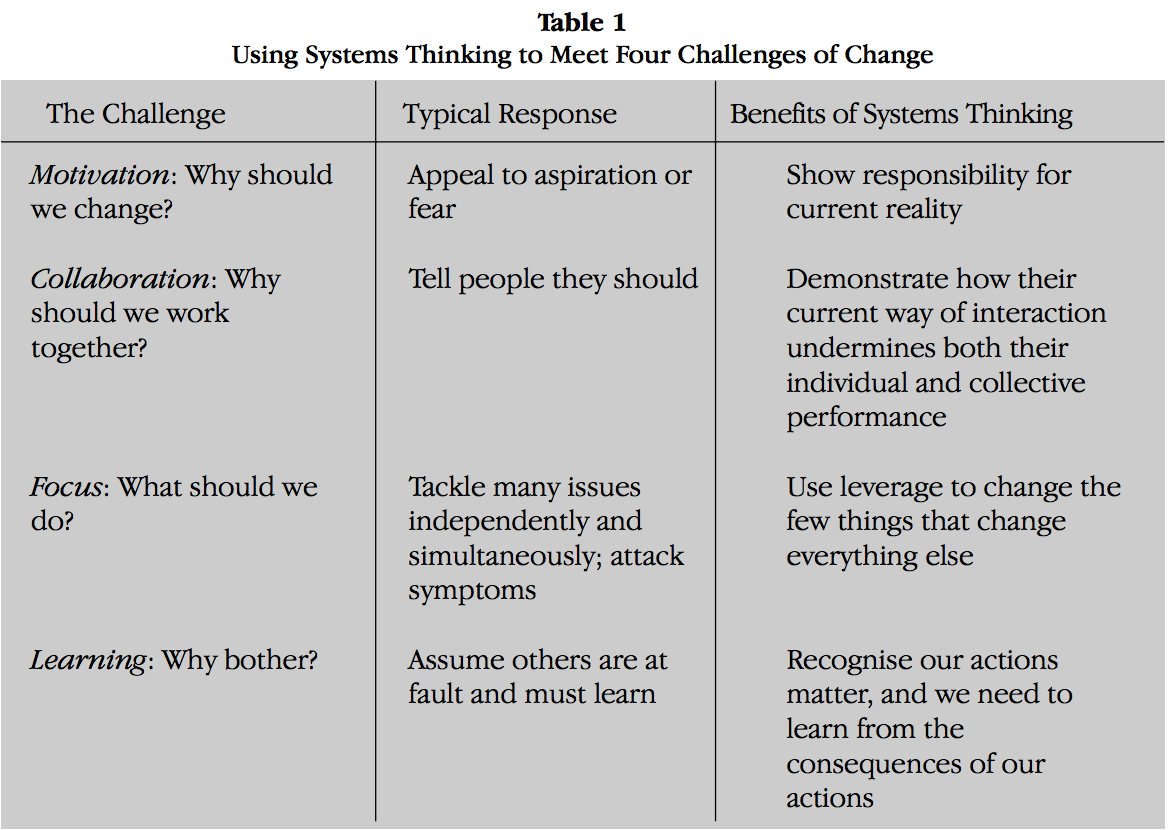 Table 1
Using Systems Thinking to Meet Four Challenges of Change
The Challenge
Typical Response
Benefits of Systems Thinking
Motivation: Why should
we change?
Appeal to aspiration or
fear
Show responsibility for
current reality
Collaboration: Why
should we work
together?
Tell people they should
Demonstrate how their
current way of interaction
undermines both their
individual and collective
performance
Focus: What should we
do?
Tackle many issues
independently and
simultaneously; attack
symptoms
Use leverage to change the
few things that change
everything else
Learning: Why bother?
Assume others are at
fault and must learn
Recognise our actions
matter, and we need to
learn from the
consequences of our
actions